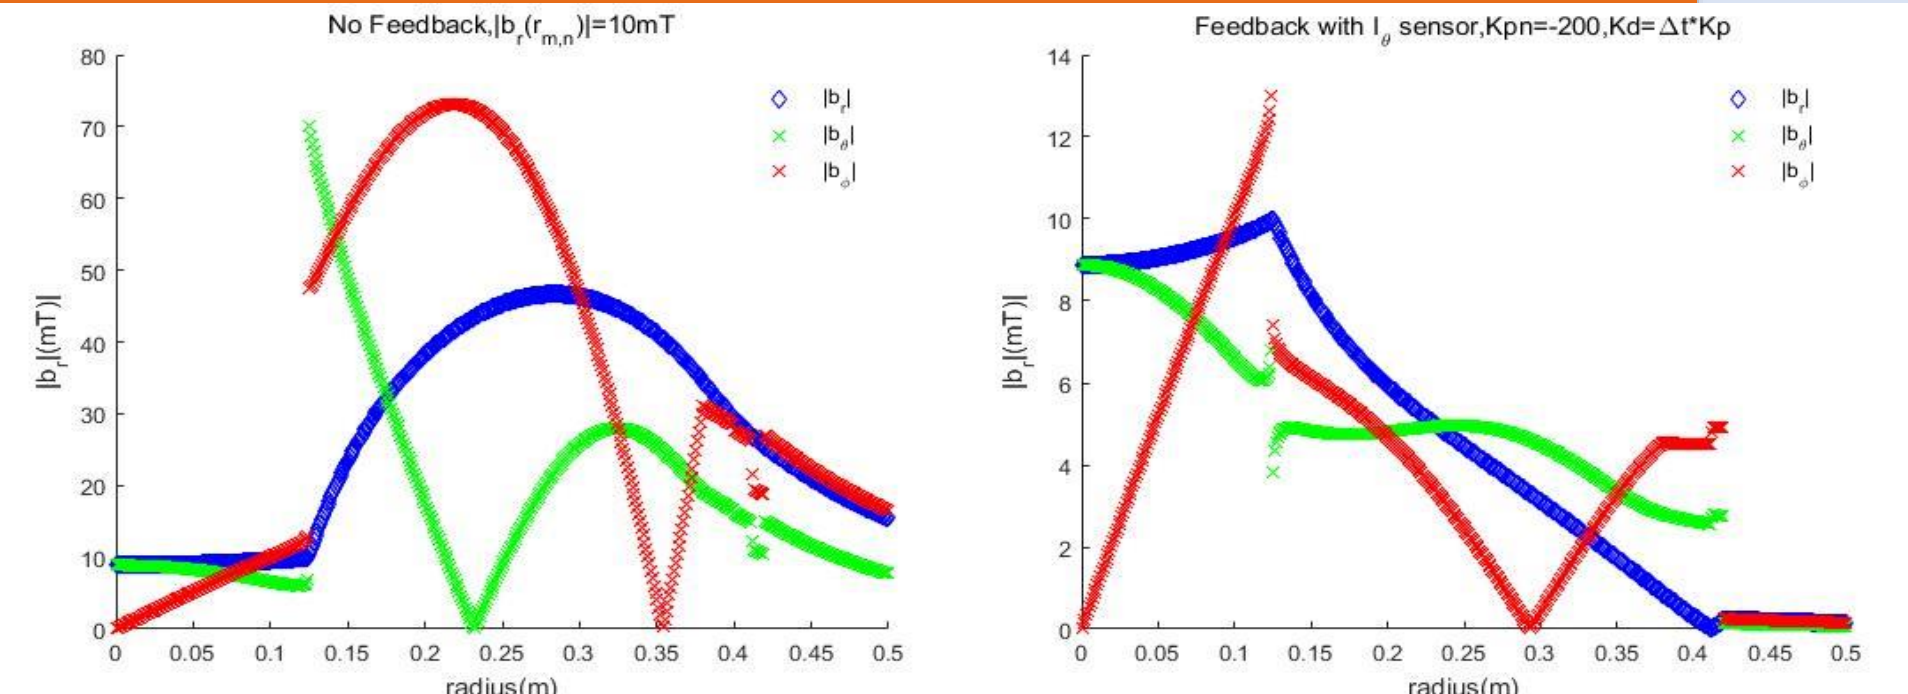 No Feedback,|b_r(r_{m,n})|=10mT
|b_r|(mT)|
80
70
60
50
40
30
20
10
0
|b_r|
|b_θ|
|b_ϕ|
0 0.05 0.1 0.15 0.2 0.25 0.3 0.35 0.4 0.45 0.5
radius(m)
Feedback with I_θ sensor,Kpn=-200,Kd=Δt*Kp
|b_r|(mT)|
14
12
10
8
6
4
2
0
|b_r|
|b_θ|
|b_ϕ|
0 0.05 0.1 0.15 0.2 0.25 0.3 0.35 0.4 0.45 0.5
radius(m)